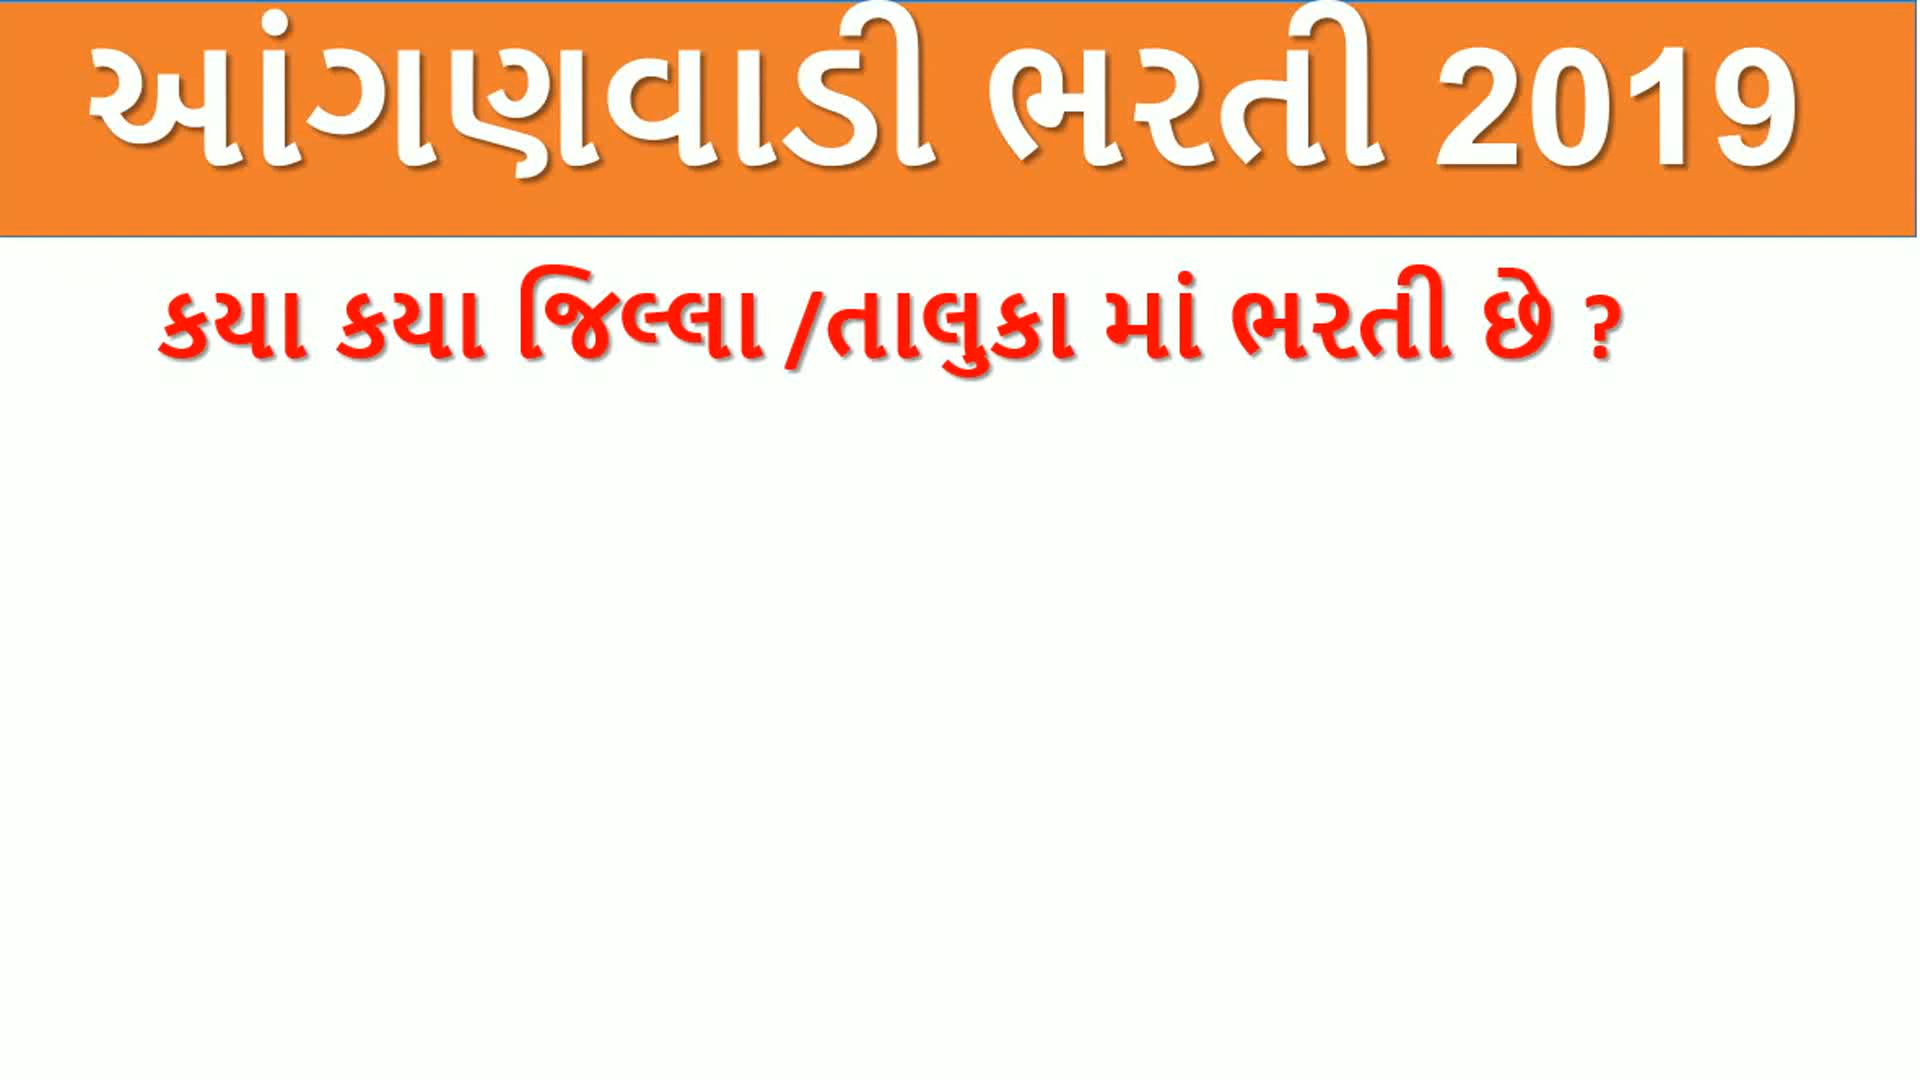 આંગણવાડી ભરતી 2019
કયા કયા જિલ્લા /તાલુકા માં ભરતી છે ?